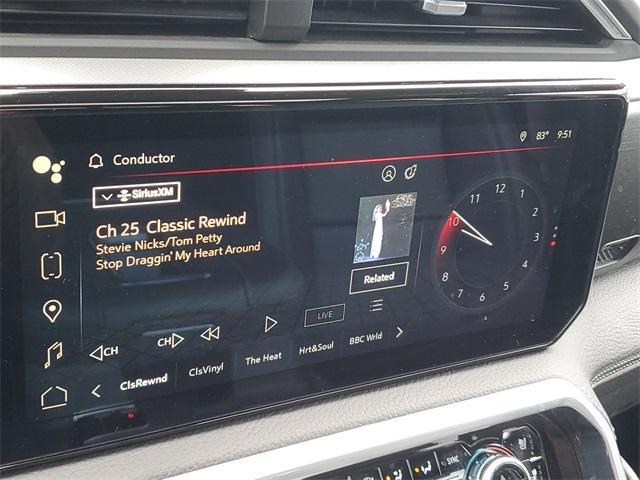 Conductor
83° 9:51
SiriusXM
Ch 25 Classic Rewind
Stevie Nicks/Tom Petty
Stop Draggin' My Heart Around
Related
12
1
2
3
4
5
6
7
8
9
10
11
CH
CH
LIVE
ClsRewnd
ClsVinyl
The Heat
Hrt&Soul
BBC Wrld
SYNC